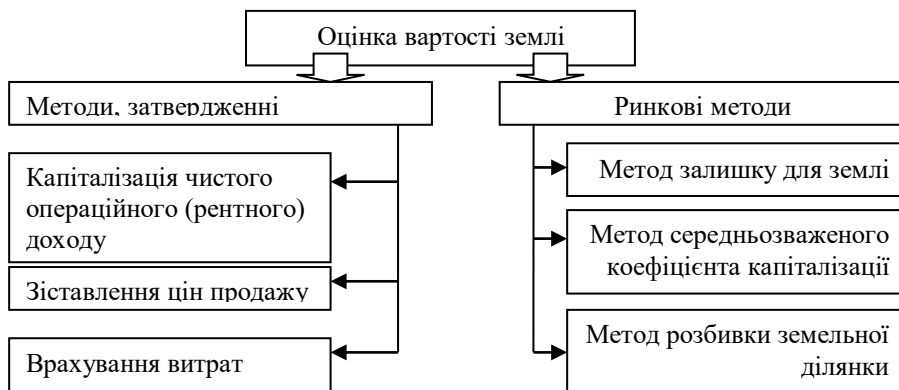 Оцінка вартості землі
Методи, затвердженні
Ринкові методи
Капіталізація чистого
операційного (рентного)
доходу
Зіставлення цін продажу
Врахування витрат
Метод залишку для землі
Метод середньозваженого
коефіцієнта капіталізації
Метод розбивки земельної
ділянки